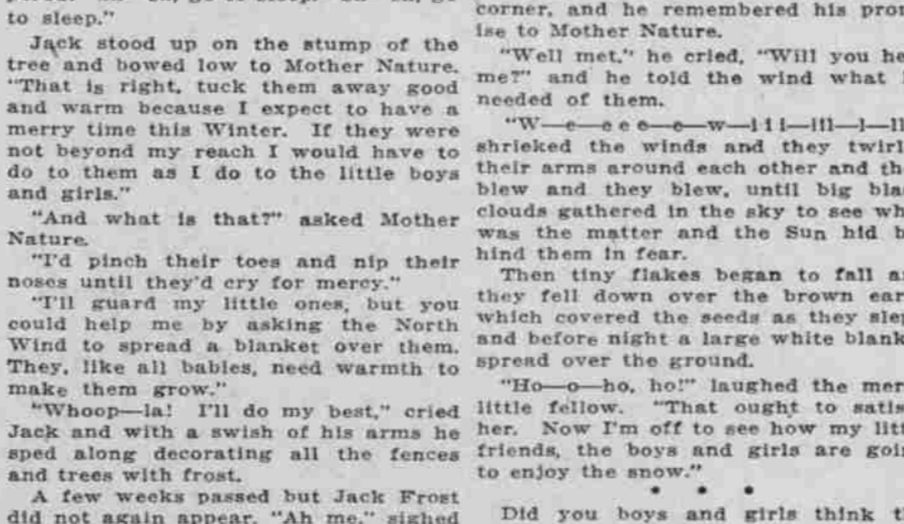 to sleep."
Jack stood up on the stump of the
tree and bowed low to Mother Nature.
"That is right, tuck them away good
and warm because I expect to have a
merry time this Winter. If they were
not beyond my reach I would have to
do to them as I do to the little boys
and girls."
"And what is that?" asked Mother
Nature.
"I'd pinch their toes and nip their
noses until they'd cry for mercy."
"I'll guard my little ones, but you
could help me by asking the North
Wind to spread a blanket over them.
They, like all babies, need warmth to
make them grow."
"Whoop—la! I'll do my best," cried
Jack and with a swish of his arms he
sped along decorating all the fences
and trees with frost.
A few weeks passed but Jack Frost
did not again appear. "Ah me," sighed
corner, and he remembered his prom
ise to Mother Nature.
"Well met," he cried, "Will you he
me?" and he told the wind what
needed of them.
"W—e—e e e—e—w—i i i—ill—l—ll
shrieked the winds and they twirl
their arms around each other and th
blew and they blew, until big bla
clouds gathered in the sky to see wh
was the matter and the Sun hid b
hind them in fear.
Then tiny flakes began to fall a
they fell down over the brown ear
which covered the seeds as they slep
and before night a large white blank
spread over the ground.
"Ho—o—ho, ho!" laughed the mer
little fellow. "That ought to satis
her. Now I'm off to see how my litt
friends, the boys and girls are goin
to enjoy the snow."
• • •
Did you boys and girls think th